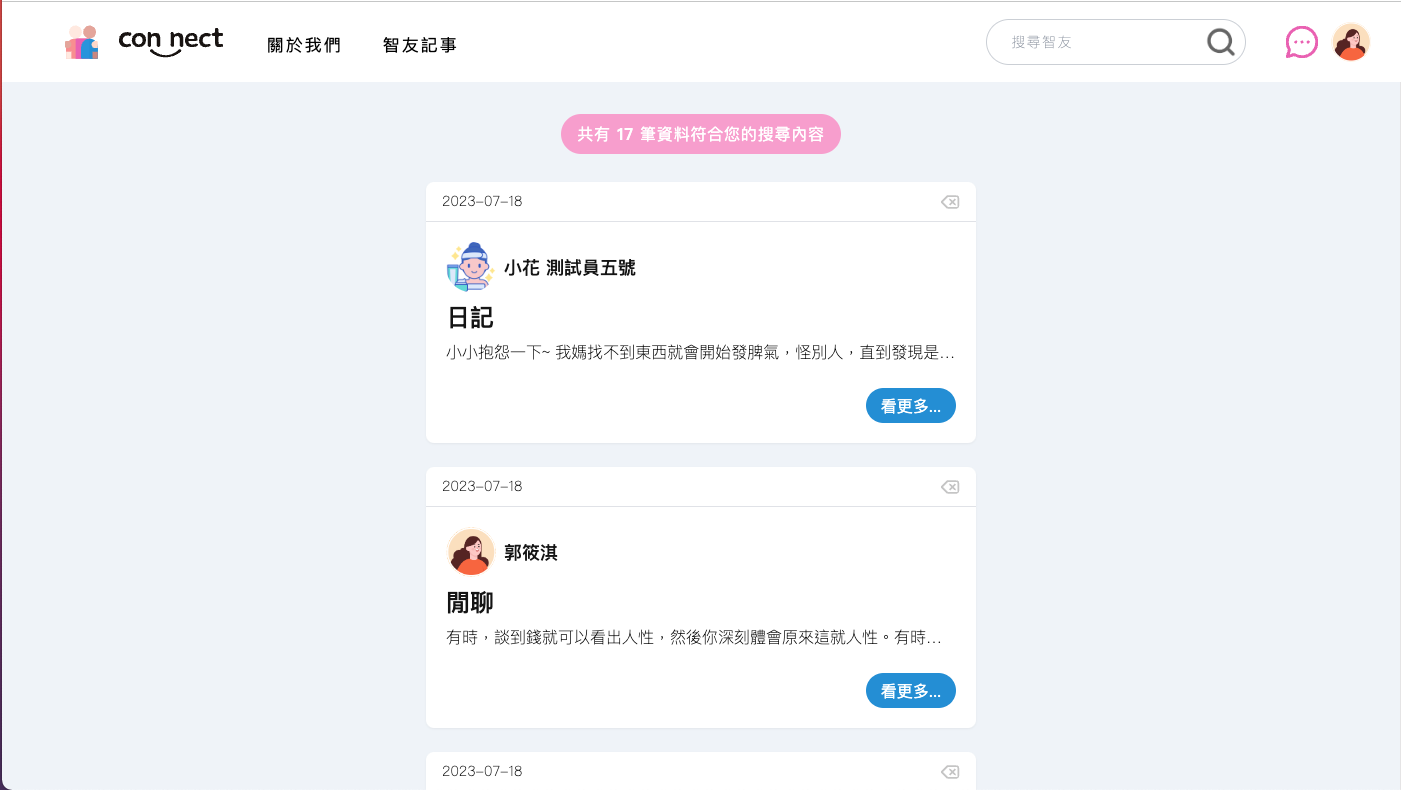 con nect
關於我們
智友記事
搜尋智友
共有 17 筆資料符合您的搜尋內容
2023-07-18
小花 測試員五號
日記
小小抱怨一下~ 我媽找不到東西就會開始發脾氣，怪別人，直到發現是...
看更多...
2023-07-18
郭筱淇
閒聊
有時，談到錢就可以看出人性，然後你深刻體會原來這就人性。有時...
看更多...
2023-07-18